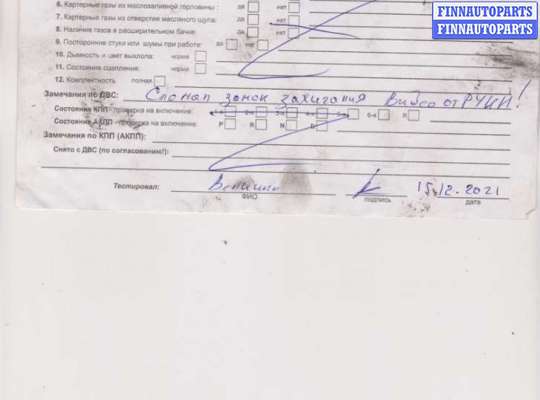 FINNAUTOPARTS
FINNAUTOPARTS
6. Картерные газы из маслозаливной горловины : да нет
7. Картерный газы из отверстия масляного щупа: да нет
8. Наличие газов в расширительном бачке: да нет
9. Посторонние стуки или шумы при работе: да нет
10. Дымность и цвет выхлопа: норма
11. Состояние сцепления: норма
12. Комплектность полная
Замечания по ДВС: Сломан замок зажигания Видео от РУКИ!
Состояние КПП - проверка на включение:
Состояние АКПП - проверка на включение: P R N D
Замечания по КПП (АКПП):
Снято с ДВС (по согласованию!):
Тестировал: 15.12.2021
ФИО подпись дата